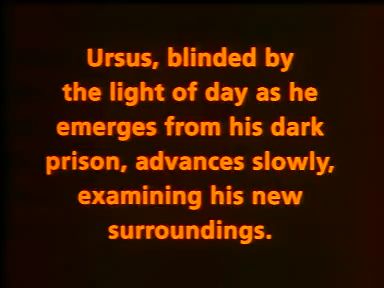 Ursus, blinded by
the light of day as he
emerges from his dark
prison, advances slowly,
examining his new
surroundings.